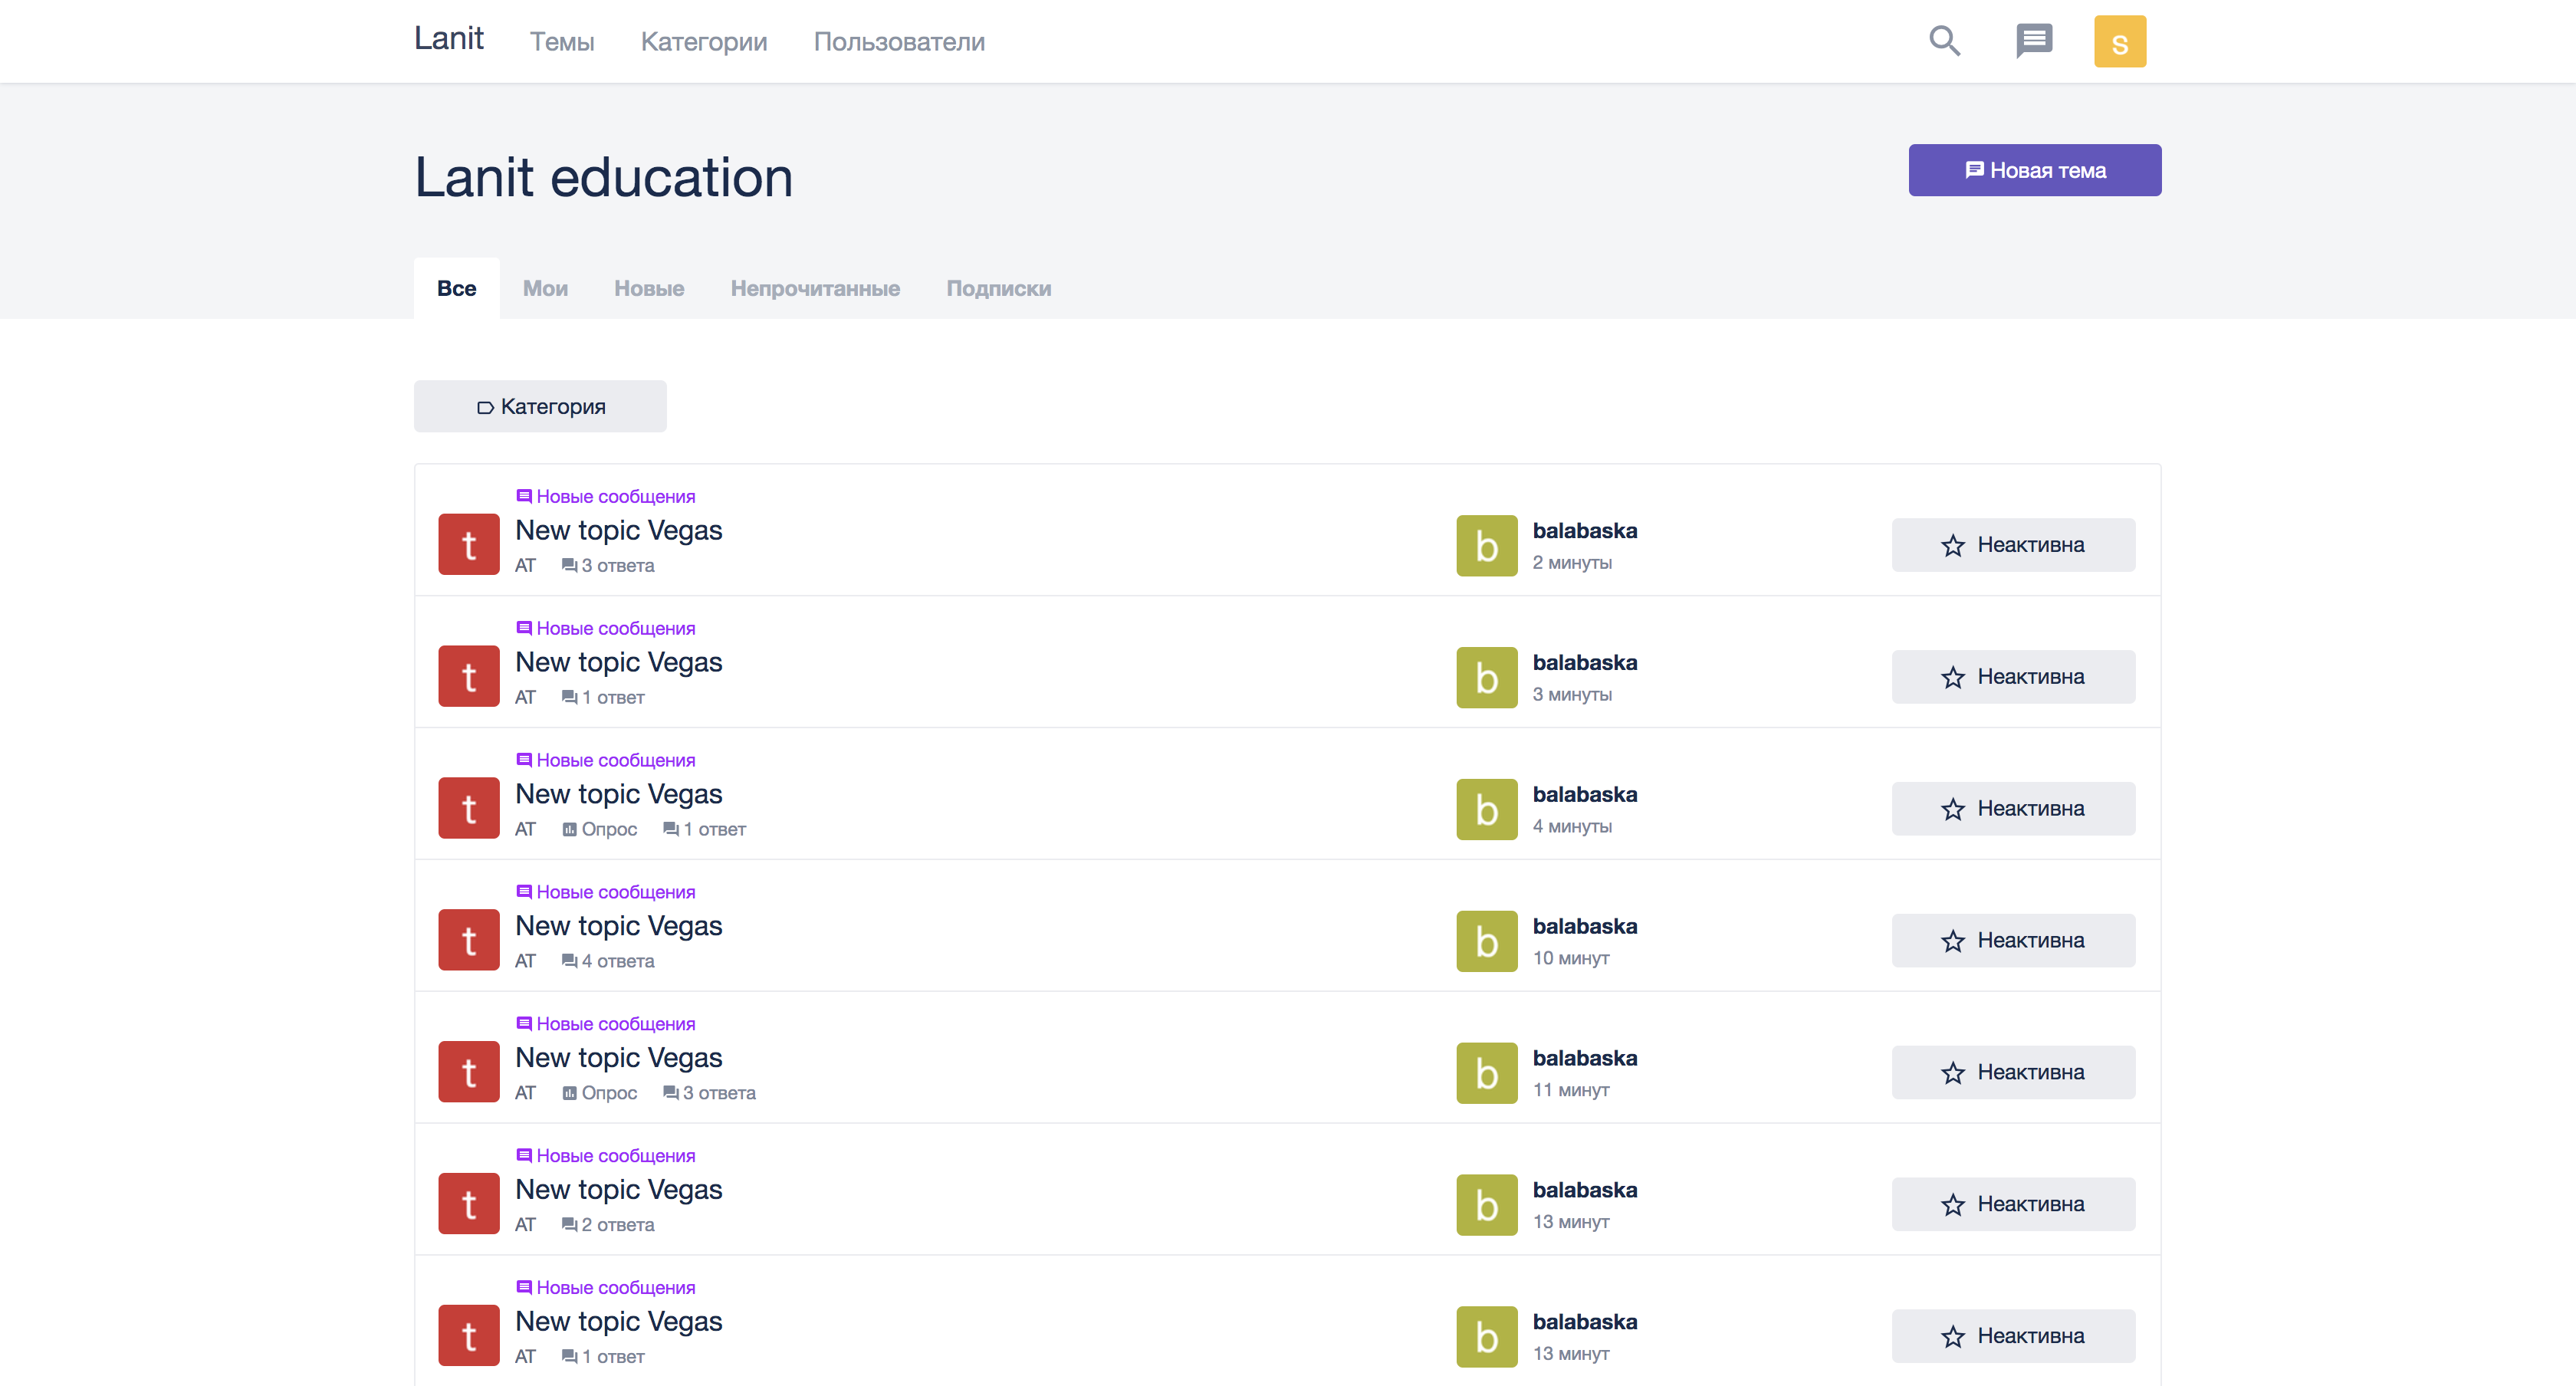 Lanit Темы Категории Пользователи s
Lanit education Новая тема
Все Мои Новые Непрочитанные Подписки
Категория
Новые сообщения
t New topic Vegas b balabaska Неактивна
AT 3 ответа 2 минуты
Новые сообщения
t New topic Vegas b balabaska Неактивна
AT 1 ответ 3 минуты
Новые сообщения
t New topic Vegas b balabaska Неактивна
AT Опрос 1 ответ 4 минуты
Новые сообщения
t New topic Vegas b balabaska Неактивна
AT 4 ответа 10 минут
Новые сообщения
t New topic Vegas b balabaska Неактивна
AT Опрос 3 ответа 11 минут
Новые сообщения
t New topic Vegas b balabaska Неактивна
AT 2 ответа 13 минут
Новые сообщения
t New topic Vegas b balabaska Неактивна
AT 1 ответ 13 минут